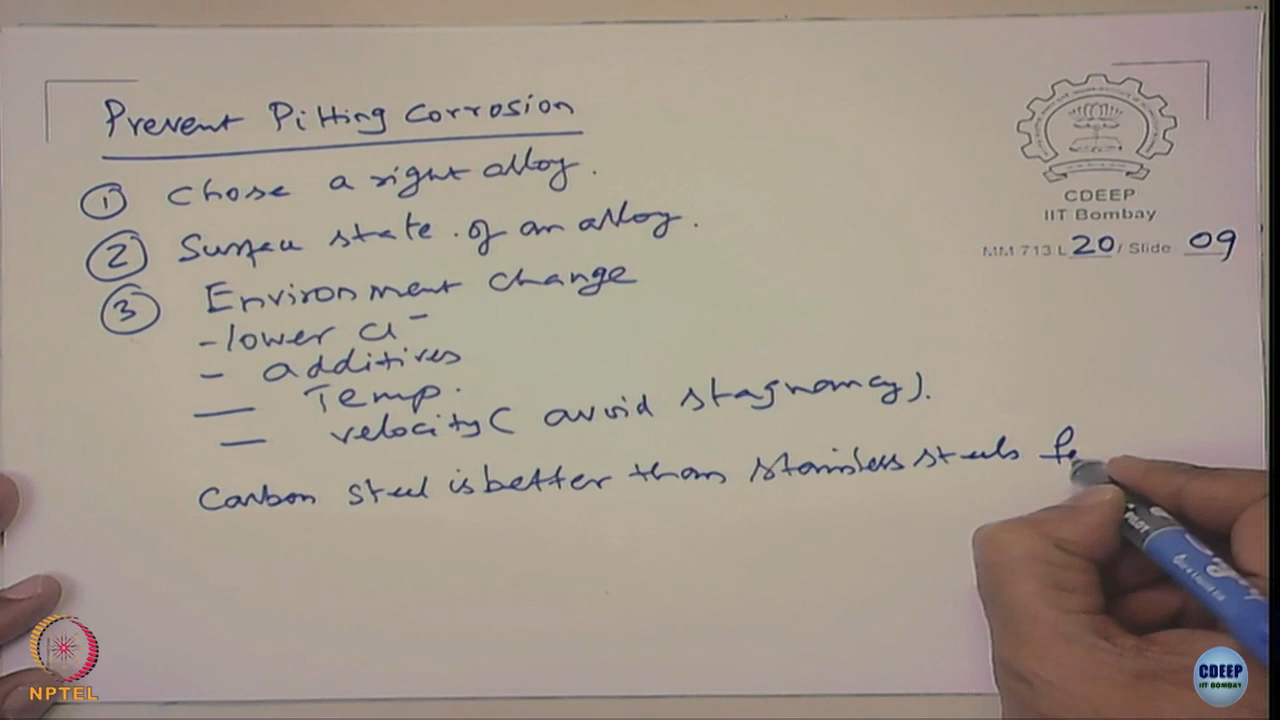 Prevent Pitting Corrosion
① Chose a right alloy.
② Surface state of an alloy.
③ Environment change
- lower Cl⁻
- additives
— Temp.
— velocity ( avoid stagnancy ).
Carbon steel is better than stainless steels fo
CDEEP
IIT Bombay
MM 713 L 20 / Slide 09
NPTEL
CDEEP
IIT BOMBAY